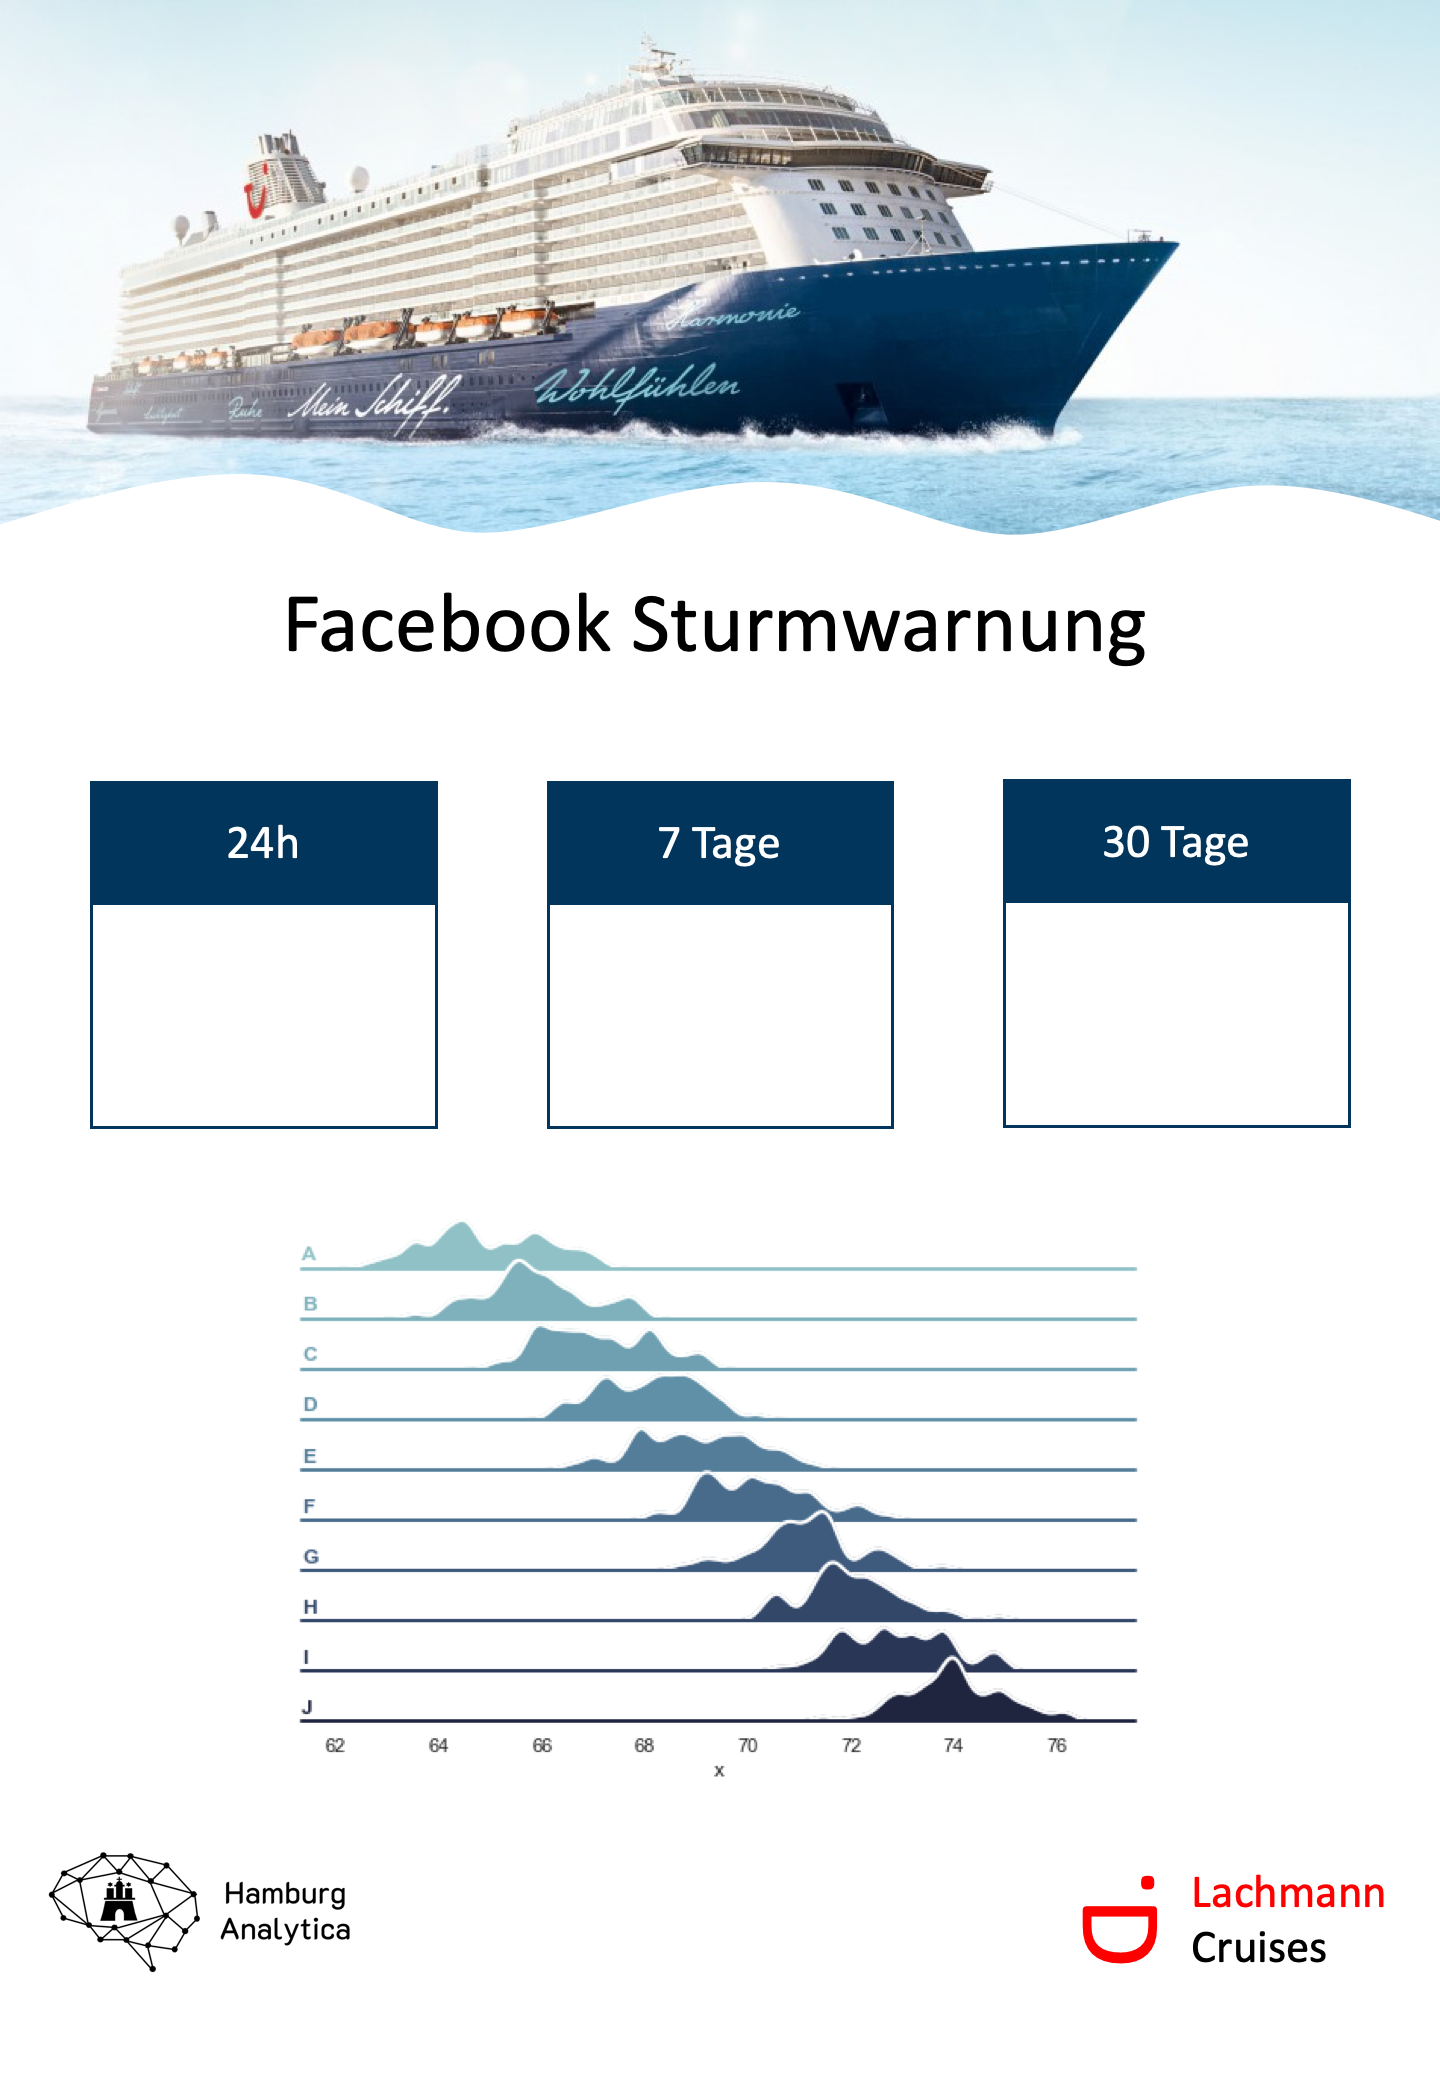 Harmonie
Wohlfühlen
Mein Schiff.
Ruhe
Facebook Sturmwarnung
24h
7 Tage
30 Tage
A
B
C
D
E
F
G
H
I
J
62 64 66 68 70 72 74 76
x
Hamburg
Analytica
Lachmann
Cruises